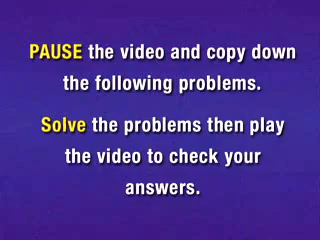 PAUSE the video and copy down
the following problems.
Solve the problems then play
the video to check your
answers.